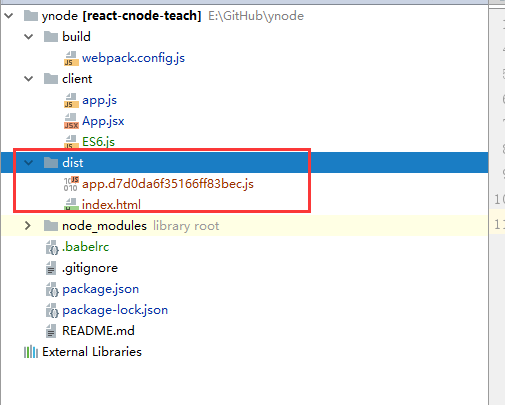 ynode [react-cnode-teach] E:\GitHub\ynode
build
webpack.config.js
client
app.js
App.jsx
ES6.js
dist
app.d7d0da6f35166ff83bec.js
index.html
node_modules library root
.babelrc
.gitignore
package.json
package-lock.json
README.md
External Libraries